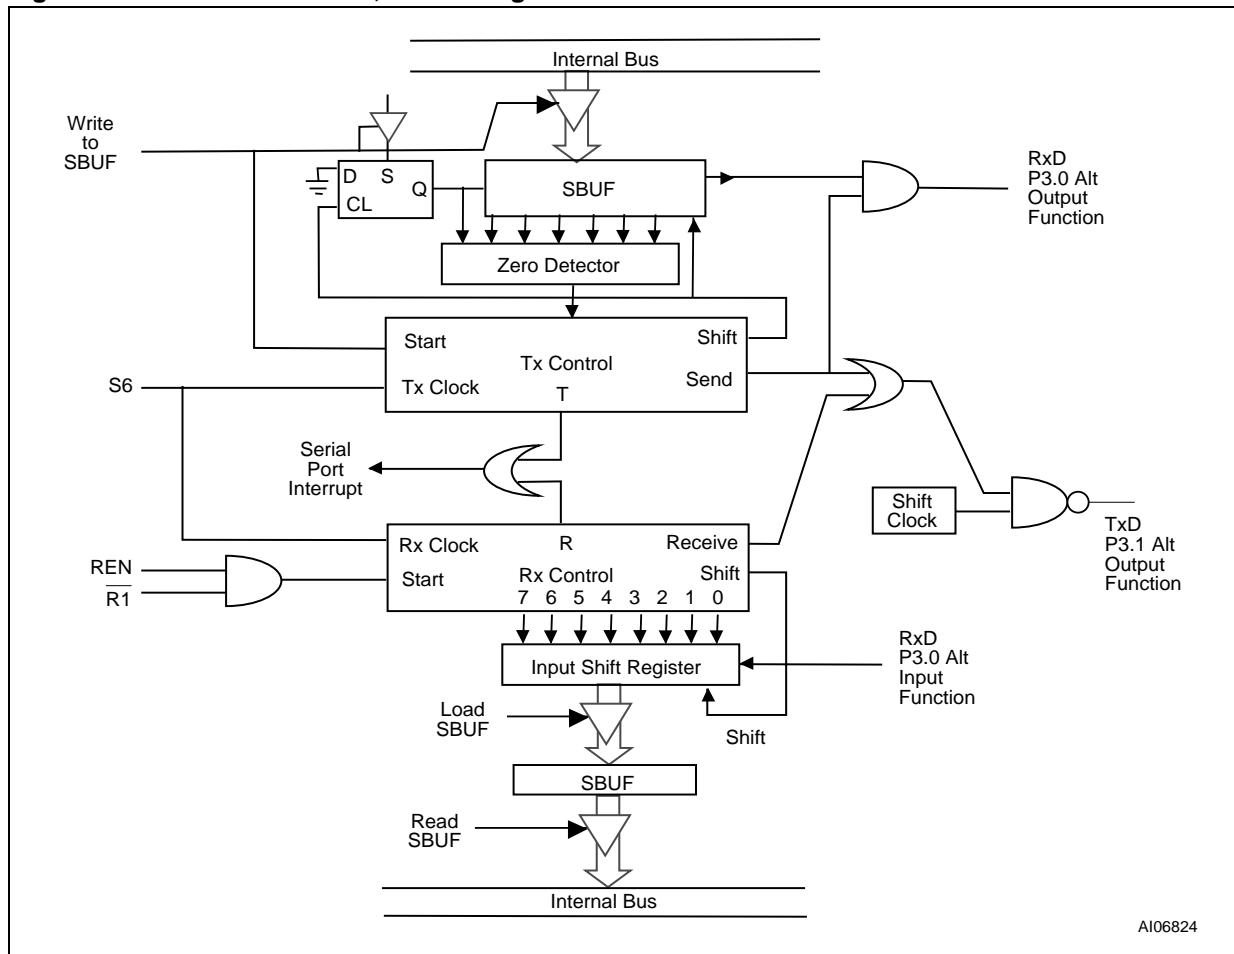 Internal Bus
Write
to
SBUF
D S
Q
CL
SBUF
RxD
P3.0 Alt
Output
Function
Zero Detector
Start
Shift
Tx Control
S6
Tx Clock
Send
T
Serial
Port
Interrupt
Shift
Clock
TxD
P3.1 Alt
Output
Function
Rx Clock
R
Receive
REN
R1
Start
Rx Control
Shift
7 6 5 4 3 2 1 0
Input Shift Register
RxD
P3.0 Alt
Input
Function
Load
SBUF
Shift
SBUF
Read
SBUF
Internal Bus
AI06824